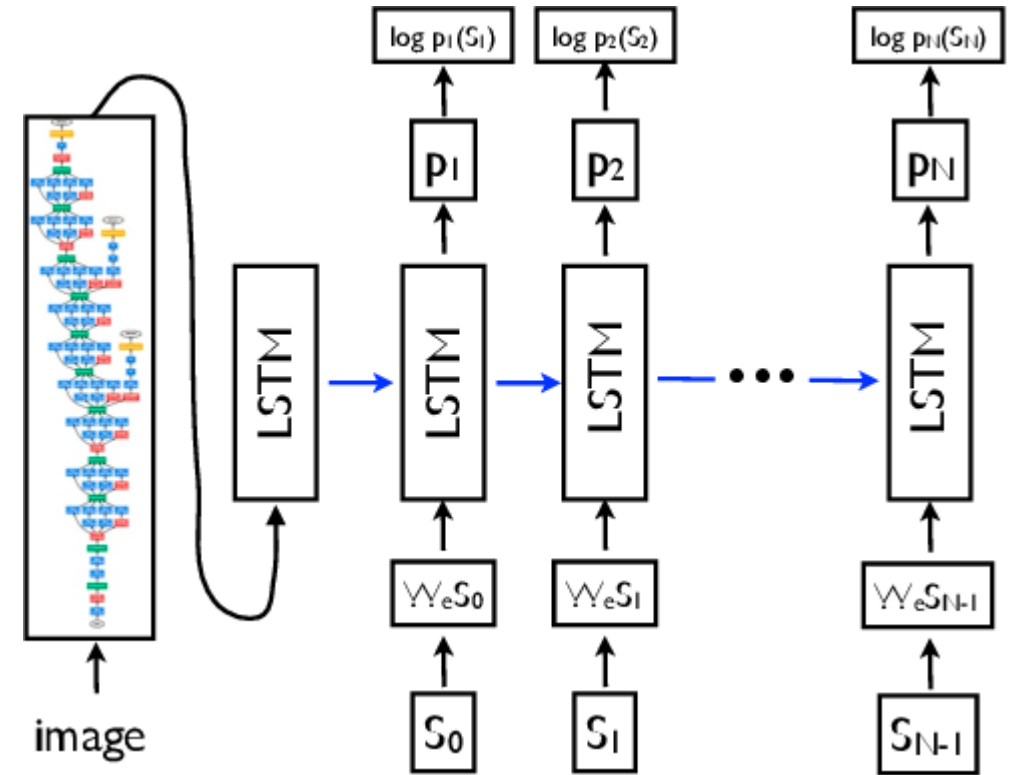 log p₁(S₁) log p₂(S₂) log pN(SN)
p₁ p₂ pN
LSTM LSTM LSTM ••• LSTM
WₑS₀ WₑS₁ WₑSN-1
image S₀ S₁ SN-1